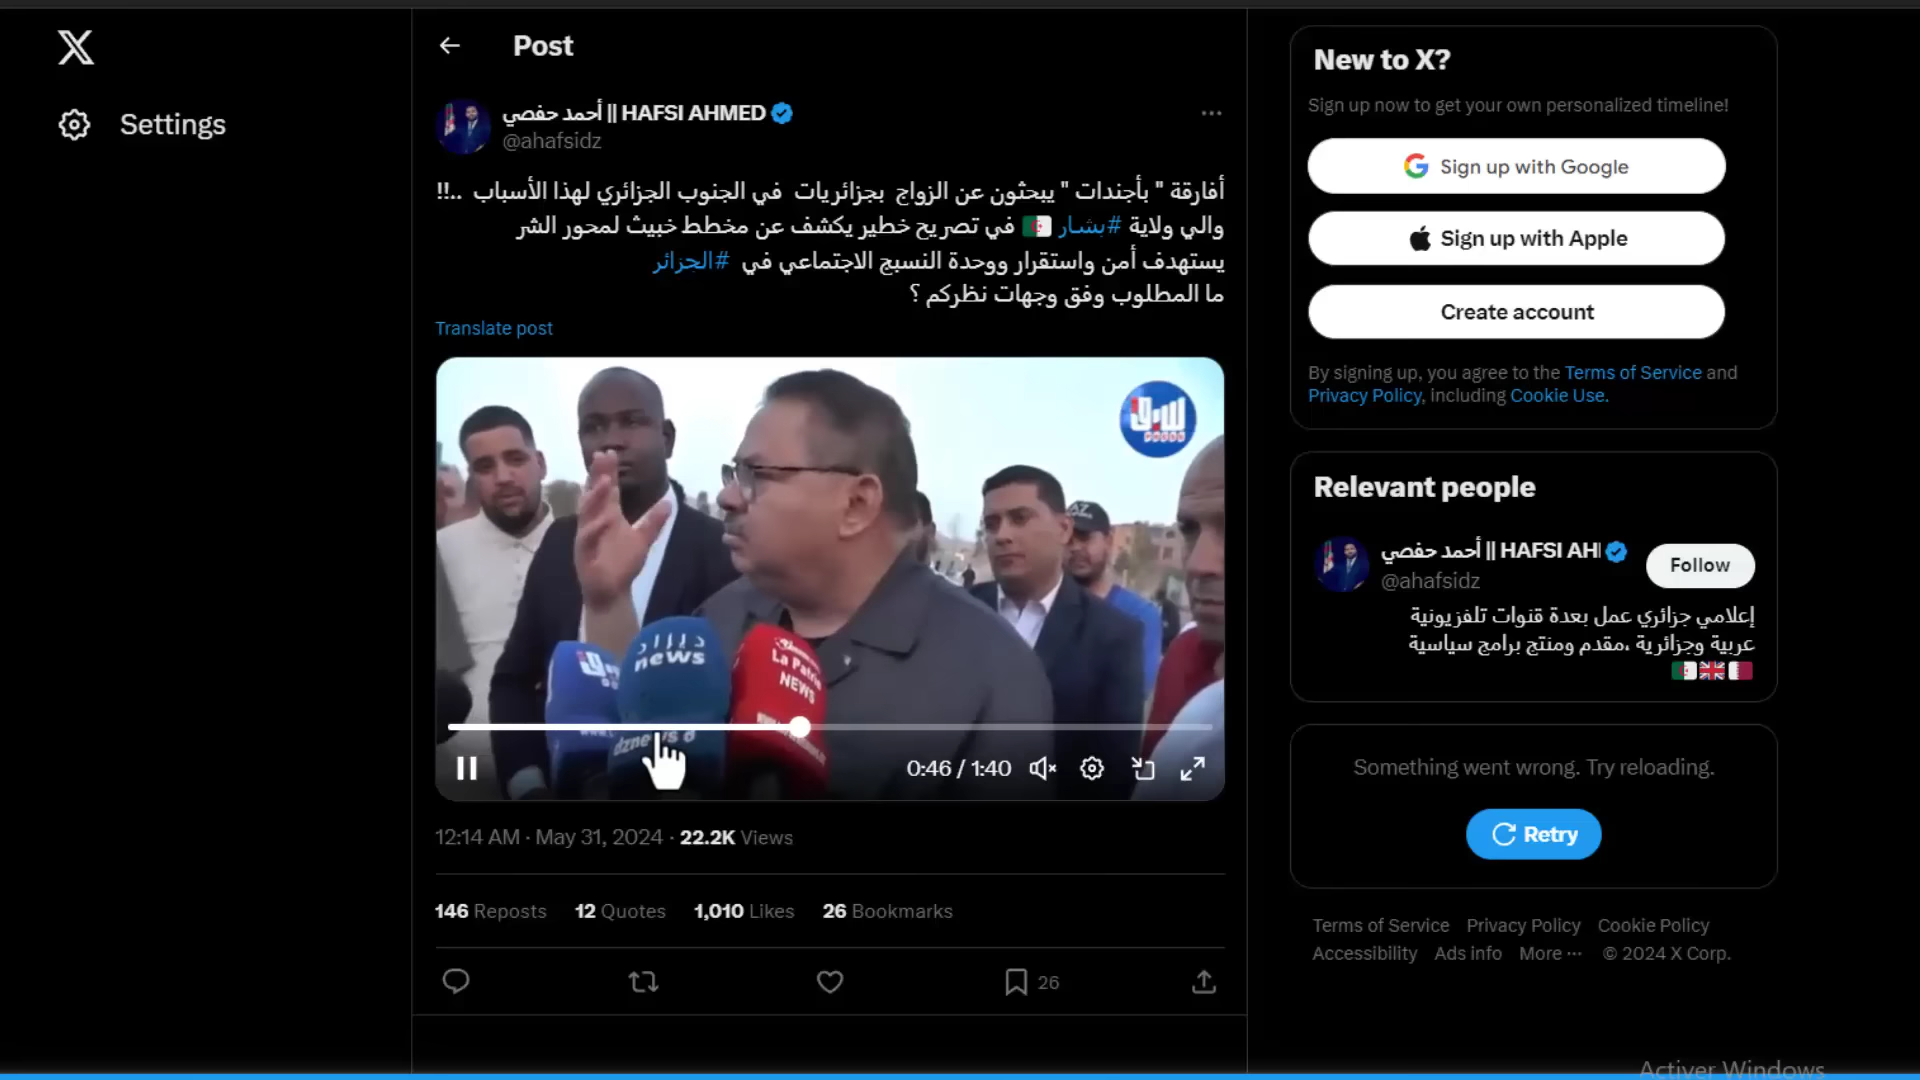 Post
Settings
أحمد حفصي || HAFSI AHMED
@ahafsidz
أفارقة " بأجندات " يبحثون عن الزواج بجزائريات في الجنوب الجزائري لهذا الأسباب ..!!
والي ولاية #بشار 🇩🇿 في تصريح خطير يكشف عن مخطط خبيث لمحور الشر
يستهدف أمن واستقرار ووحدة النسيج الاجتماعي في #الجزائر
ما المطلوب وفق وجهات نظركم ؟
Translate post
سبق
PRESS
news
La Patrie
NEWS
dznews
0:46 / 1:40
12:14 AM · May 31, 2024 · 22.2K Views
146 Reposts 12 Quotes 1,010 Likes 26 Bookmarks
26
New to X?
Sign up now to get your own personalized timeline!
Sign up with Google
Sign up with Apple
Create account
By signing up, you agree to the Terms of Service and
Privacy Policy, including Cookie Use.
Relevant people
أحمد حفصي || HAFSI AH
@ahafsidz
Follow
إعلامي جزائري عمل بعدة قنوات تلفزيونية
عربية وجزائرية ،مقدم ومنتج برامج سياسية
🇶🇦🇬🇧🇩🇿
Something went wrong. Try reloading.
Retry
Terms of Service Privacy Policy Cookie Policy
Accessibility Ads info More ··· © 2024 X Corp.
Activer Windows